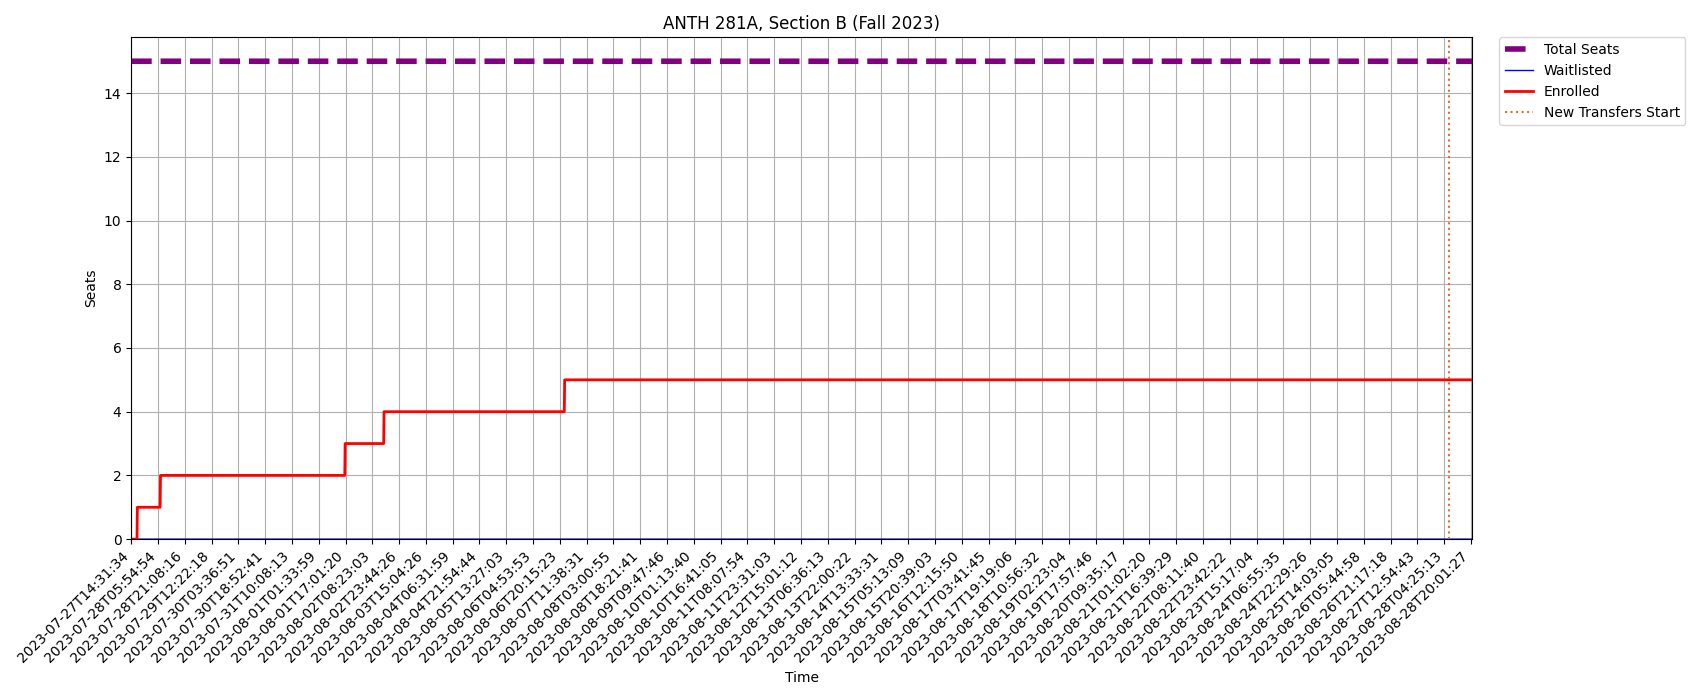 ANTH 281A, Section B (Fall 2023)
Total Seats
Waitlisted
Enrolled
New Transfers Start
14
12
10
8
6
4
2
0
Seats
2023-07-27T14:31:34
2023-07-28T05:54:54
2023-07-28T21:08:16
2023-07-29T12:22:18
2023-07-30T03:36:51
2023-07-30T18:52:41
2023-07-31T10:08:13
2023-08-01T01:33:59
2023-08-01T17:01:20
2023-08-02T08:23:03
2023-08-02T23:44:26
2023-08-03T15:04:26
2023-08-04T06:31:59
2023-08-04T21:54:44
2023-08-05T13:27:03
2023-08-06T04:53:53
2023-08-06T20:15:23
2023-08-07T11:38:31
2023-08-08T03:00:55
2023-08-08T18:21:41
2023-08-09T09:47:46
2023-08-10T01:13:40
2023-08-10T16:41:05
2023-08-11T08:07:54
2023-08-11T23:31:03
2023-08-12T15:01:12
2023-08-13T06:36:13
2023-08-13T22:00:22
2023-08-14T13:33:31
2023-08-15T05:13:09
2023-08-15T20:39:03
2023-08-16T12:15:50
2023-08-17T03:41:45
2023-08-17T19:19:06
2023-08-18T10:56:32
2023-08-19T02:23:04
2023-08-19T17:57:46
2023-08-20T09:35:17
2023-08-21T01:02:20
2023-08-21T16:39:29
2023-08-22T08:11:40
2023-08-22T23:42:22
2023-08-23T15:17:04
2023-08-24T06:55:35
2023-08-24T22:29:26
2023-08-25T14:03:05
2023-08-26T05:44:58
2023-08-26T21:17:18
2023-08-27T12:54:43
2023-08-28T04:25:13
2023-08-28T20:01:27
Time